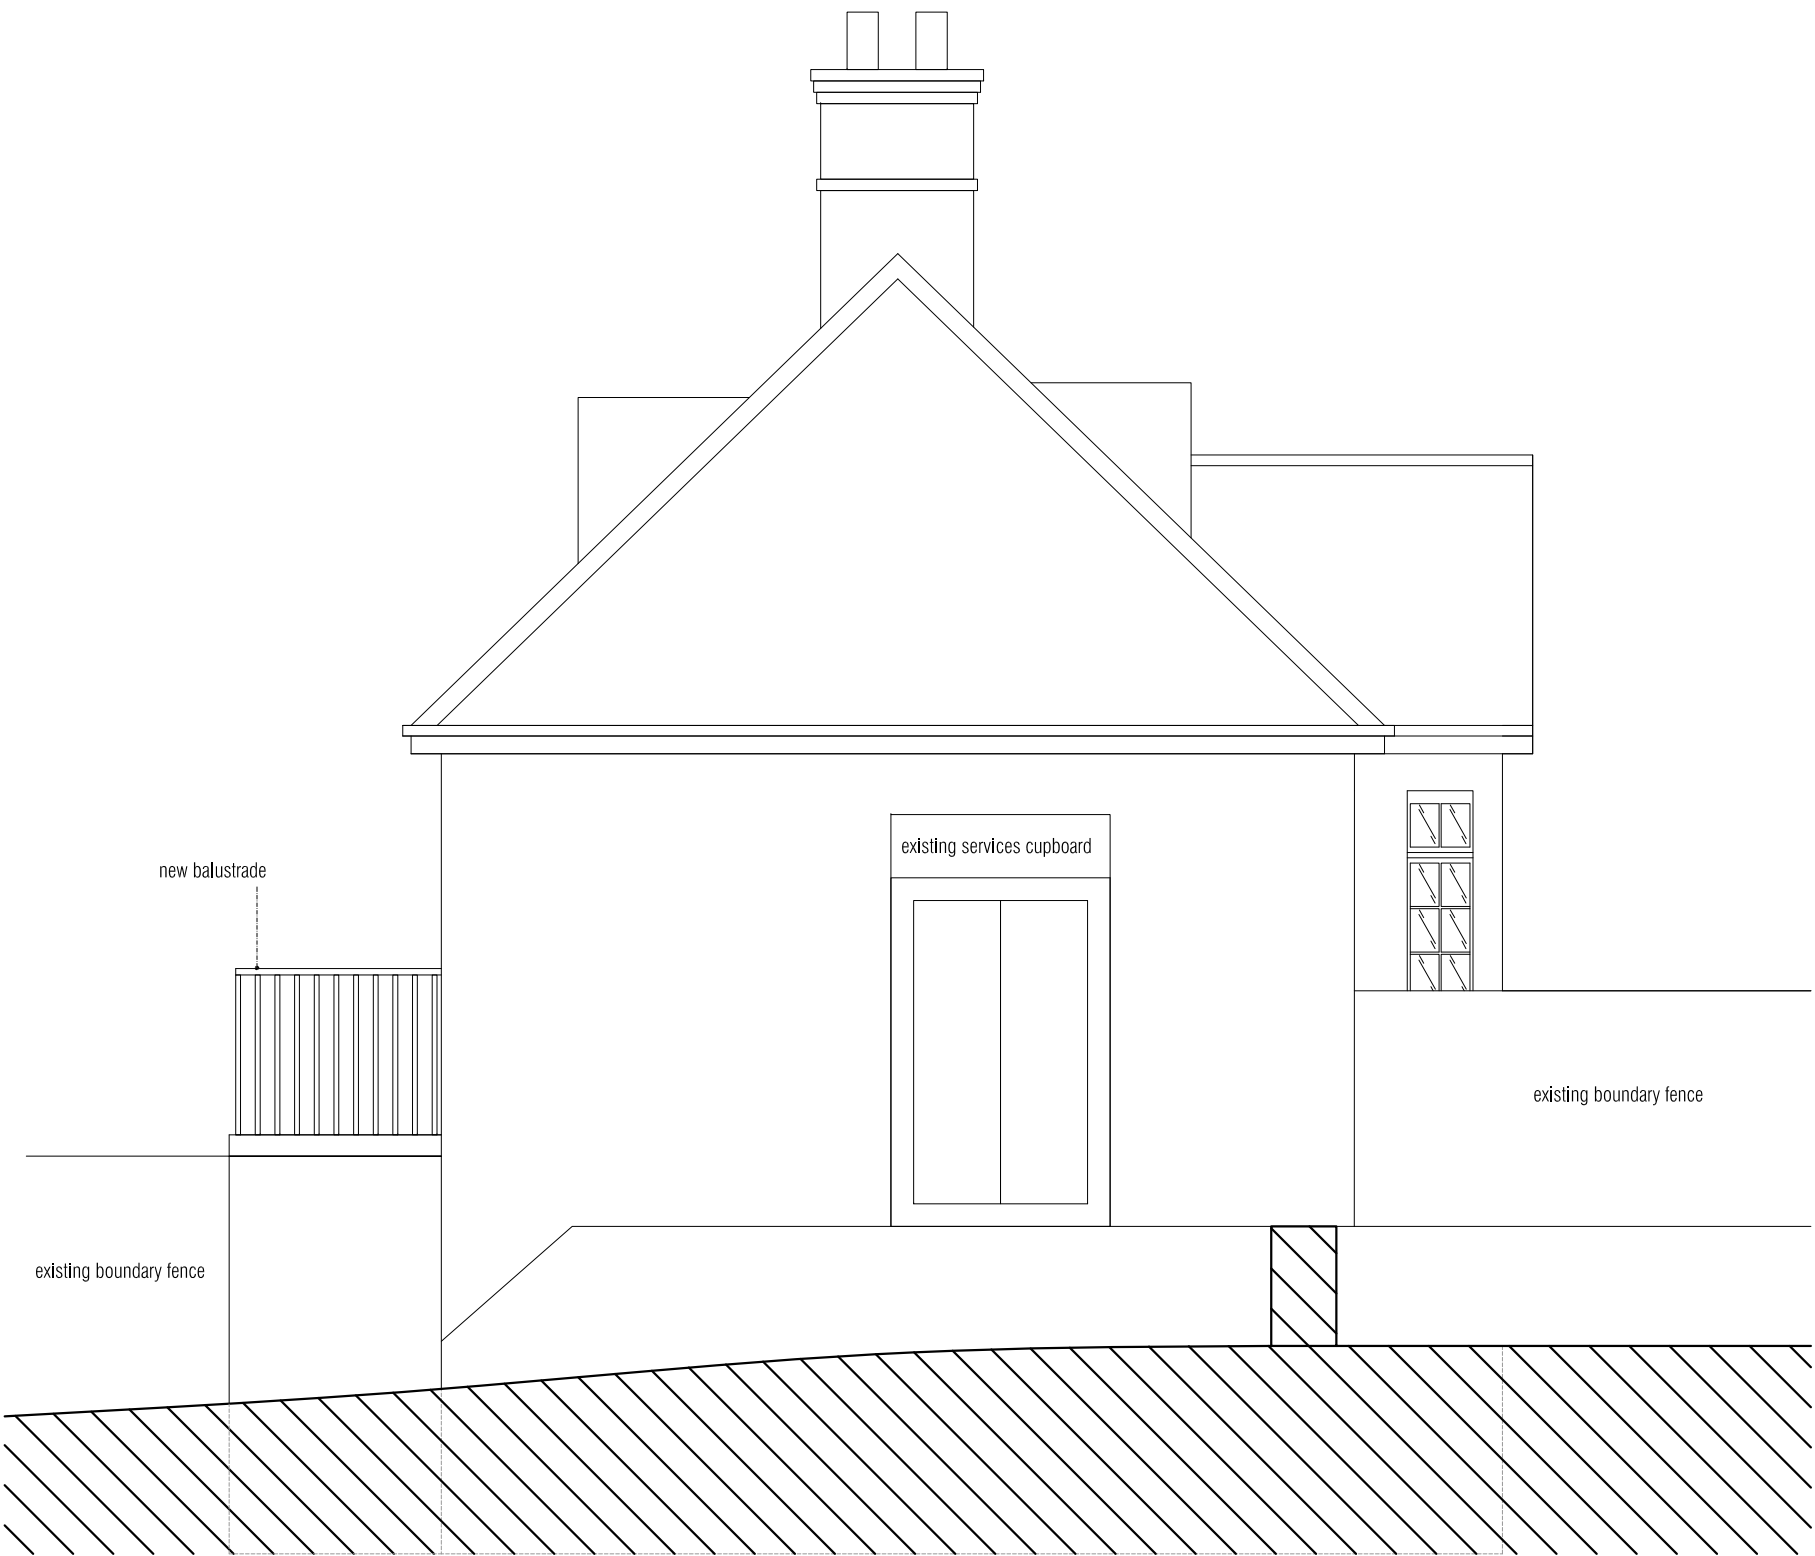 existing services cupboard
new balustrade
existing boundary fence
existing boundary fence